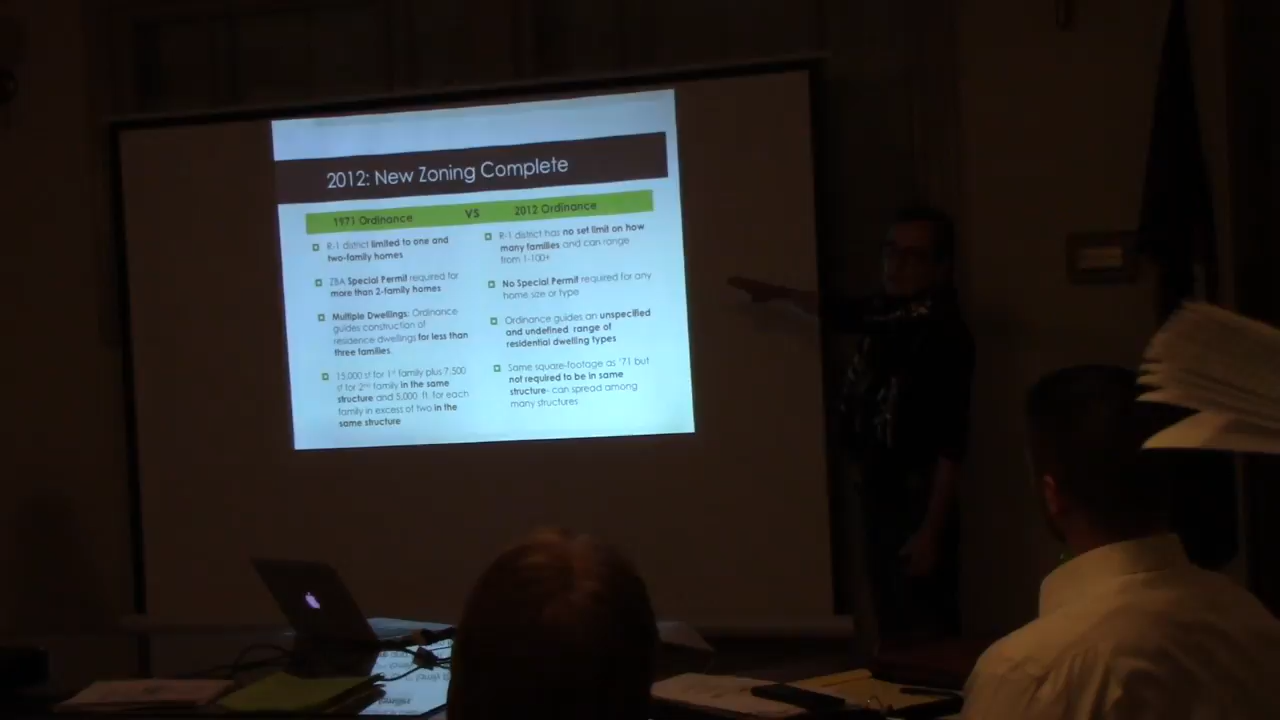 2012: New Zoning Complete
1971 Ordinance VS 2012 Ordinance
R-1 district limited to one and
two-family homes
ZBA Special Permit required for
more than 2-family homes
Multiple Dwellings: Ordinance
guides construction of
residence dwellings for less than
three families.
15,000 sf for 1st family plus 7,500
sf for 2nd family in the same
structure and 5,000 ft. for each
family in excess of two in the
same structure
R-1 district has no set limit on how
many families and can range
from 1-100+
No Special Permit required for any
home size or type
Ordinance guides an unspecified
and undefined range of
residential dwelling types
Same square-footage as '71 but
not required to be in same
structure- can spread among
many structures